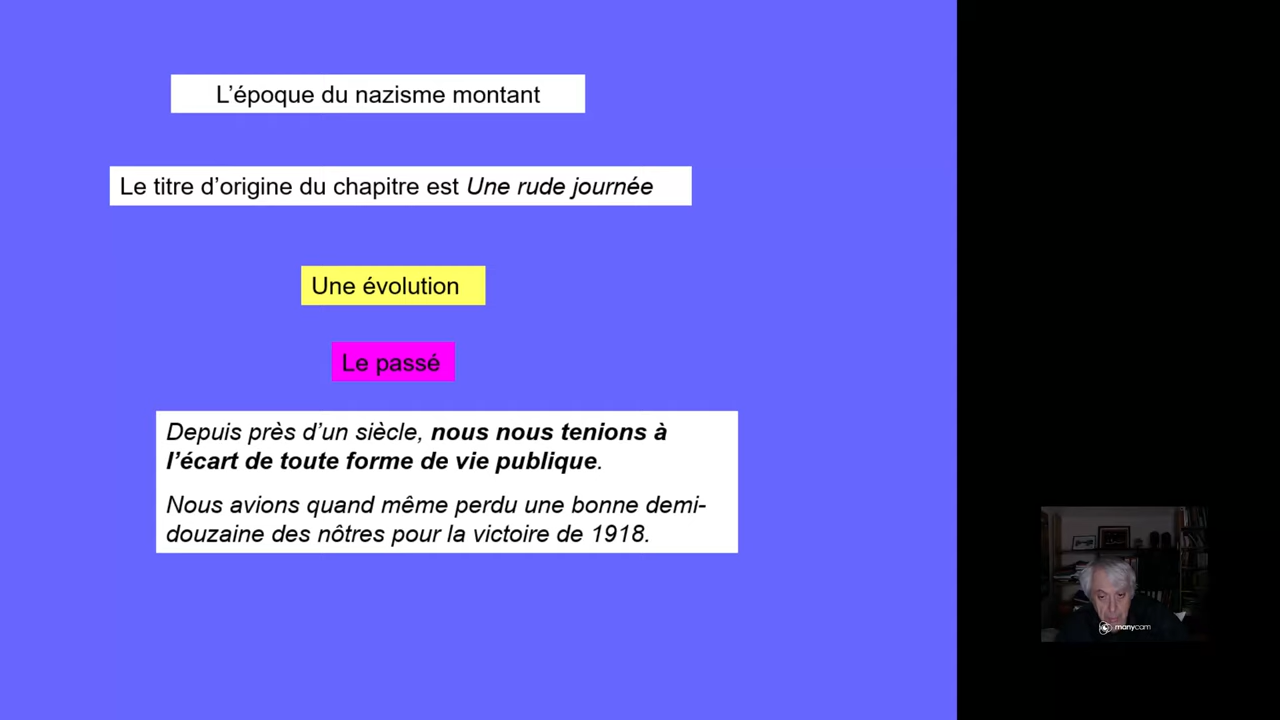 L’époque du nazisme montant
Le titre d’origine du chapitre est Une rude journée
Une évolution
Le passé
Depuis près d’un siècle, nous nous tenions à
l’écart de toute forme de vie publique.
Nous avions quand même perdu une bonne demi-
douzaine des nôtres pour la victoire de 1918.
manycam